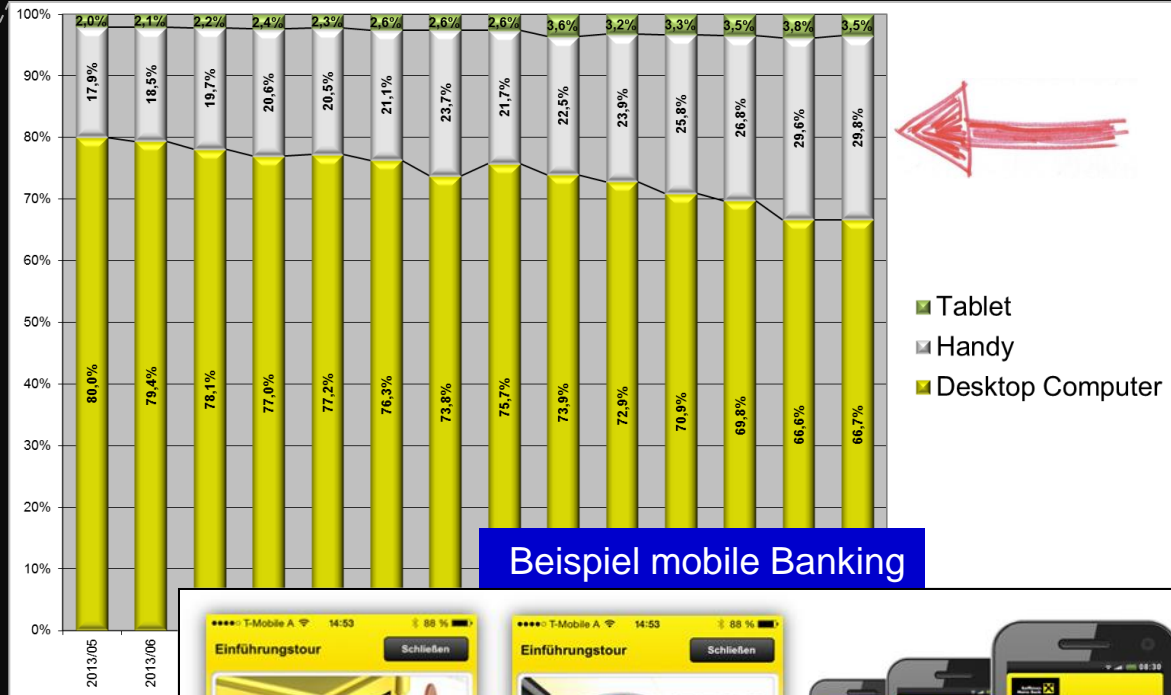 100%
90%
80%
70%
60%
50%
40%
30%
20%
10%
0%
2,0% 2,1% 2,2% 2,4% 2,3% 2,6% 2,6% 2,6% 3,6% 3,2% 3,3% 3,5% 3,8% 3,5%
17,9% 18,5% 19,7% 20,6% 20,5% 21,1% 23,7% 21,7% 22,5% 23,9% 25,8% 26,8% 29,6% 29,8%
80,0% 79,4% 78,1% 77,0% 77,2% 76,3% 73,8% 75,7% 73,9% 72,9% 70,9% 69,8% 66,6% 66,7%
2013/05 2013/06
Tablet
Handy
Desktop Computer
Beispiel mobile Banking
T-Mobile A 14:53 88 %
Einführungstour Schließen
T-Mobile A 14:53 88 %
Einführungstour Schließen
08:30